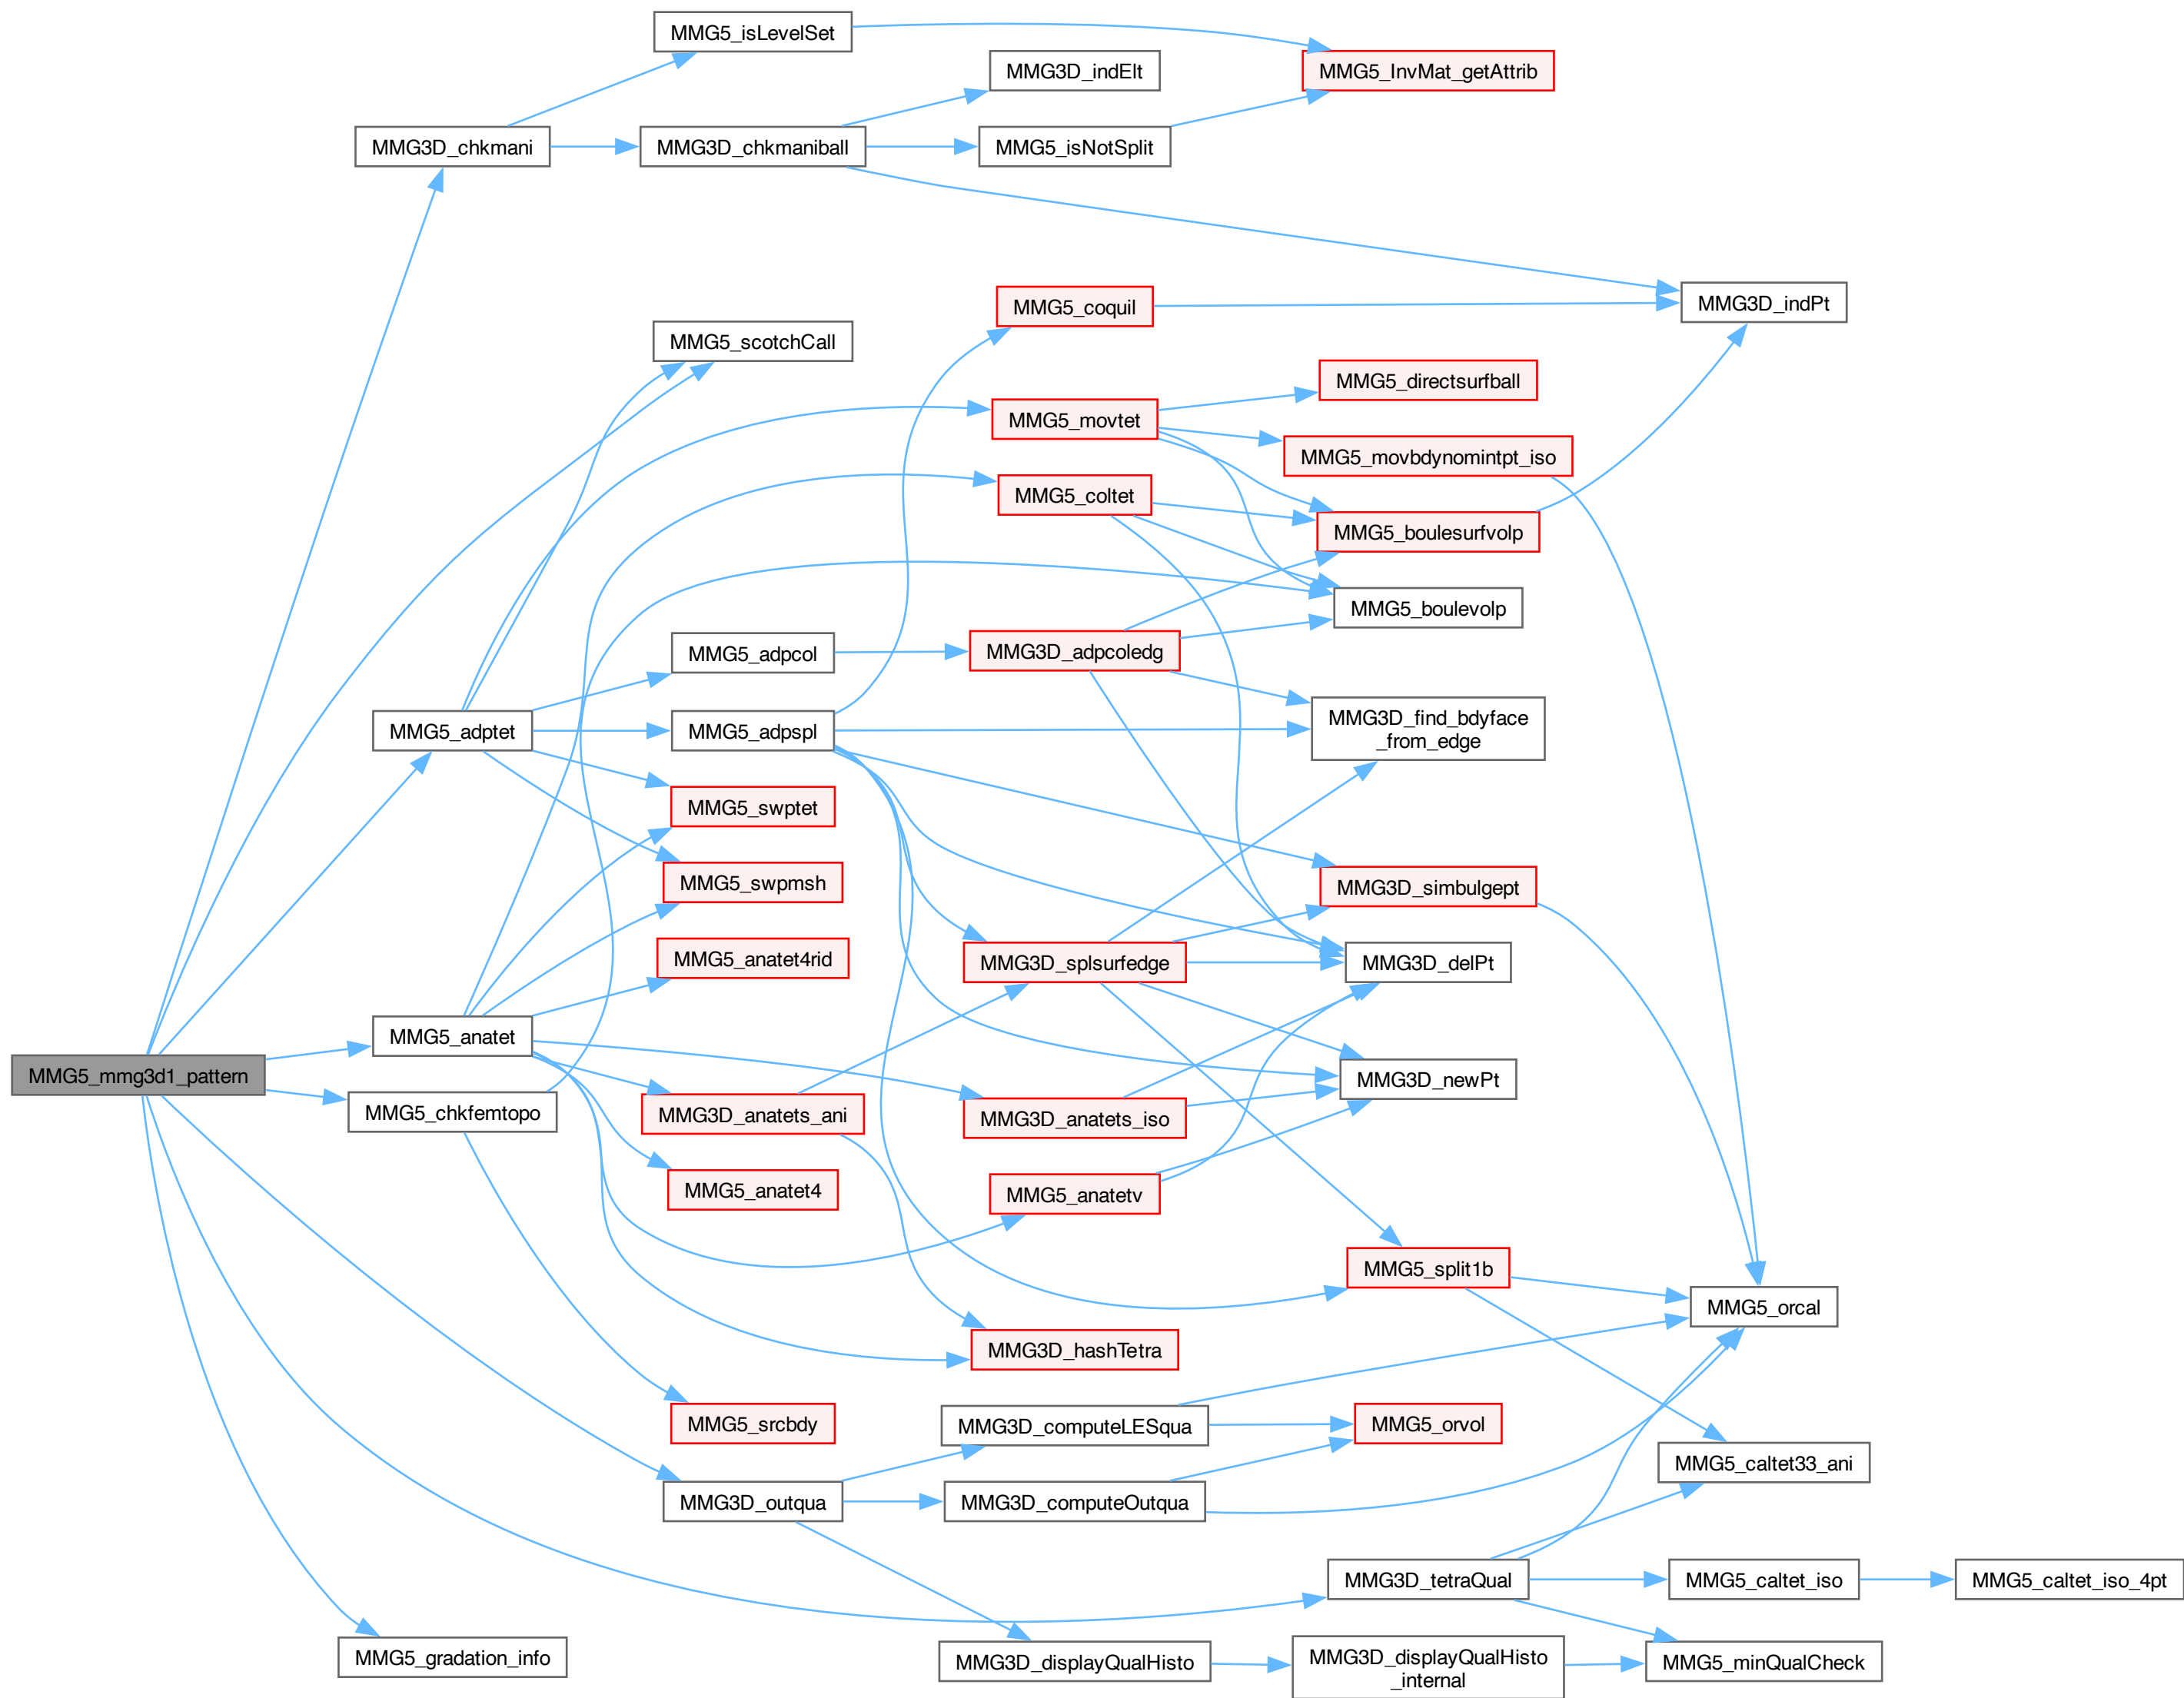 MMG5_isLevelSet
MMG3D_indElt
MMG5_InvMat_getAttrib
MMG3D_chkmani
MMG3D_chkmaniball
MMG5_isNotSplit
MMG5_coquil
MMG3D_indPt
MMG5_scotchCall
MMG5_directsurfball
MMG5_movtet
MMG5_movbdynomintpt_iso
MMG5_coltet
MMG5_boulesurfvolp
MMG5_boulevolp
MMG5_adpcol
MMG3D_adpcoledg
MMG5_adptet
MMG5_adpspl
MMG3D_find_bdyface
_from_edge
MMG5_swptet
MMG5_swpmsh
MMG3D_simbulgept
MMG5_anatet4rid
MMG3D_splsurfedge
MMG3D_delPt
MMG5_anatet
MMG5_mmg3d1_pattern
MMG3D_newPt
MMG5_chkfemtopo
MMG3D_anatets_ani
MMG3D_anatets_iso
MMG5_anatet4
MMG5_anatetv
MMG5_split1b
MMG5_orcal
MMG3D_hashTetra
MMG5_srcbdy
MMG3D_computeLESqua
MMG5_orvol
MMG5_caltet33_ani
MMG3D_outqua
MMG3D_computeOutqua
MMG3D_tetraQual
MMG5_caltet_iso
MMG5_caltet_iso_4pt
MMG5_gradation_info
MMG3D_displayQualHisto
MMG3D_displayQualHisto
_internal
MMG5_minQualCheck